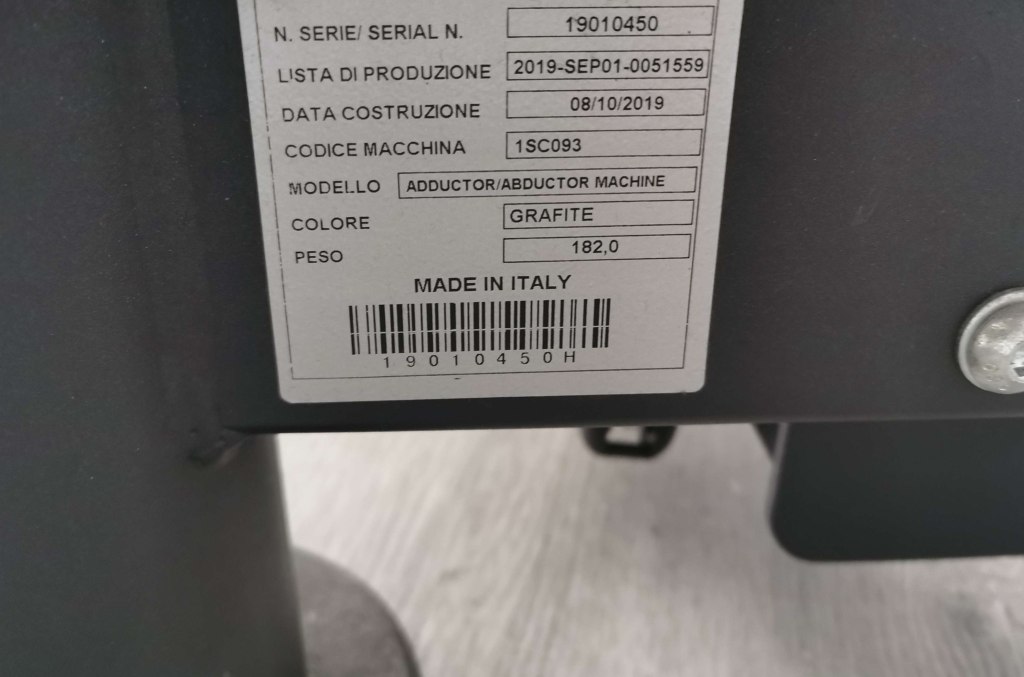 N. SERIE/ SERIAL N. 19010450
LISTA DI PRODUZIONE 2019-SEP01-0051559
DATA COSTRUZIONE 08/10/2019
CODICE MACCHINA 1SC093
MODELLO ADDUCTOR/ABDUCTOR MACHINE
COLORE GRAFITE
PESO 182,0
MADE IN ITALY
19010450H